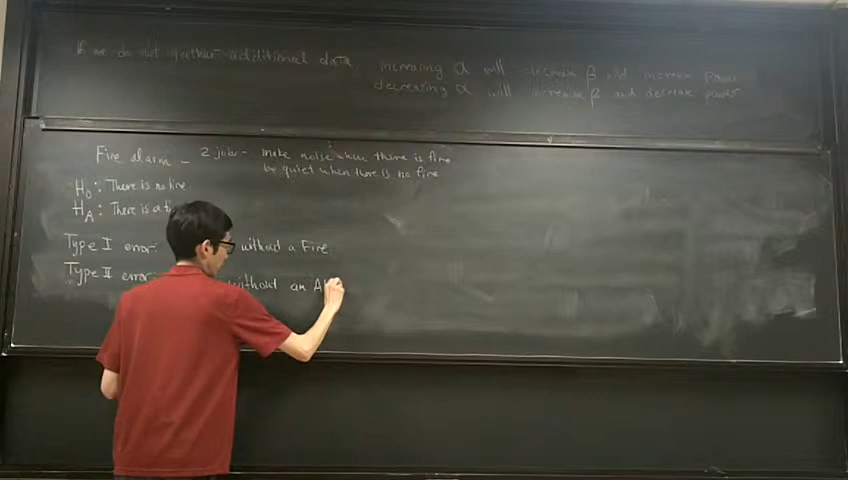 If we do not gather additional data, increasing α will decrease β and increase power
decreasing α will increase β and decrease power
Fire alarm - 2 jobs - make noise when there is fire
be quiet when there is no fire
H0: There is no fire.
HA: There is a
Type I error: without a Fire
Type II error without an A